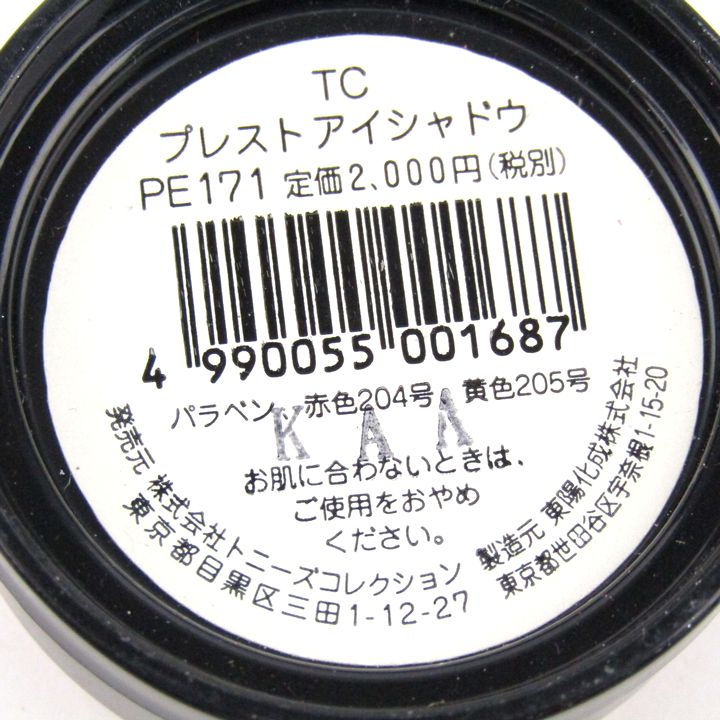 TC
プレストアイシャドウ
PE171 定価2,000円(税別)
4 990055 001687
パラベン、赤色204号、黄色205号
KAA
お肌に合わないときは、
ご使用をおやめ
ください。
発売元 株式会社トニーズコレクション
東京都目黒区三田1-12-27
製造元 東陽化成株式会社
東京都世田谷区宇奈根1-15-20